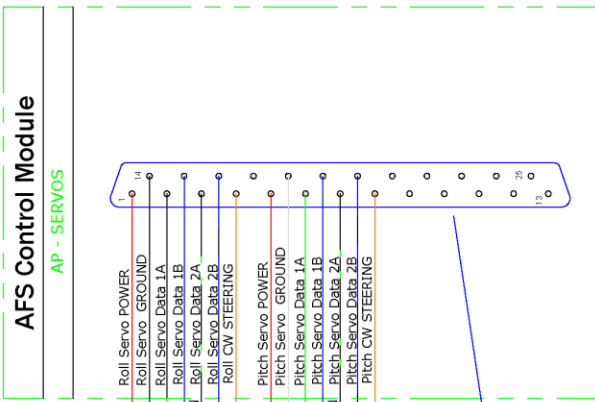 AFS Control Module
AP - SERVOS
14
25
1
13
Roll Servo POWER
Roll Servo GROUND
Roll Servo Data 1A
Roll Servo Data 1B
Roll Servo Data 2A
Roll Servo Data 2B
Roll CW STEERING
Pitch Servo POWER
Pitch Servo GROUND
Pitch Servo Data 1A
Pitch Servo Data 1B
Pitch Servo Data 2A
Pitch Servo Data 2B
Pitch CW STEERING